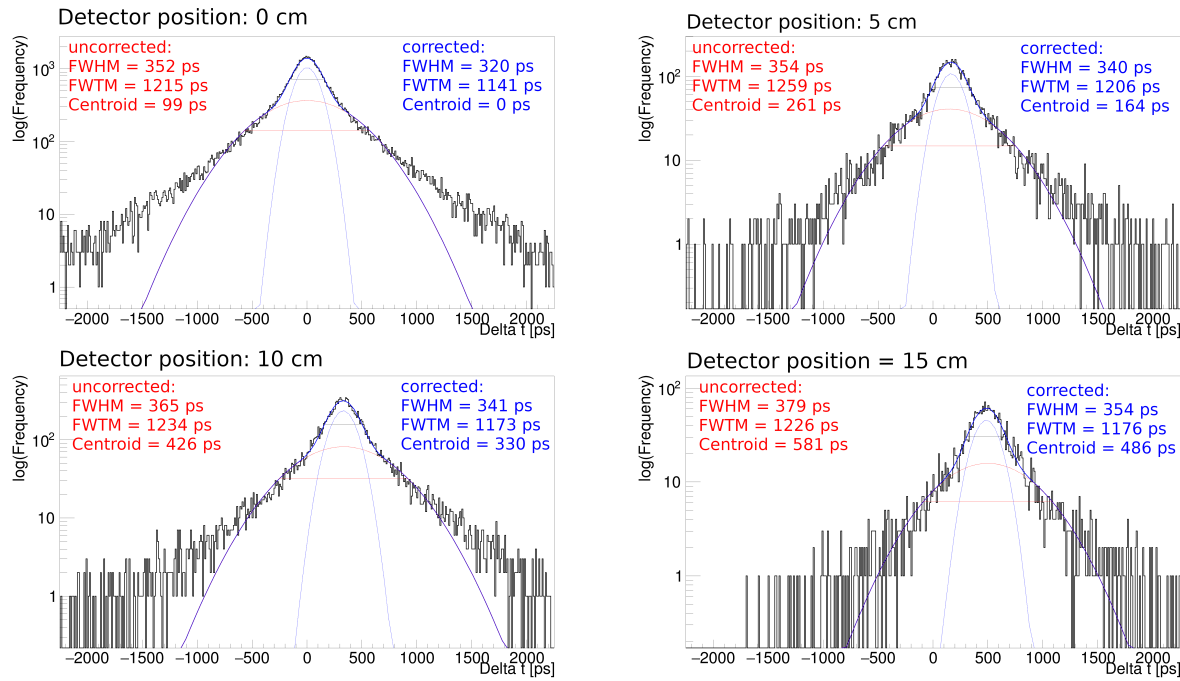 Detector position: 0 cm
uncorrected:
FWHM = 352 ps
FWTM = 1215 ps
Centroid = 99 ps
corrected:
FWHM = 320 ps
FWTM = 1141 ps
Centroid = 0 ps
log(Frequency)
10³
10²
10
1
−2000 −1500 −1000 −500 0 500 1000 1500 2000
Delta t [ps]
Detector position: 5 cm
uncorrected:
FWHM = 354 ps
FWTM = 1259 ps
Centroid = 261 ps
corrected:
FWHM = 340 ps
FWTM = 1206 ps
Centroid = 164 ps
log(Frequency)
10²
10
1
−2000 −1500 −1000 −500 0 500 1000 1500 2000
Delta t [ps]
Detector position: 10 cm
uncorrected:
FWHM = 365 ps
FWTM = 1234 ps
Centroid = 426 ps
corrected:
FWHM = 341 ps
FWTM = 1173 ps
Centroid = 330 ps
log(Frequency)
10²
10
1
−2000 −1500 −1000 −500 0 500 1000 1500 2000
Delta t [ps]
Detector position = 15 cm
uncorrected:
FWHM = 379 ps
FWTM = 1226 ps
Centroid = 581 ps
corrected:
FWHM = 354 ps
FWTM = 1176 ps
Centroid = 486 ps
log(Frequency)
10²
10
1
−2000 −1500 −1000 −500 0 500 1000 1500 2000
Delta t [ps]